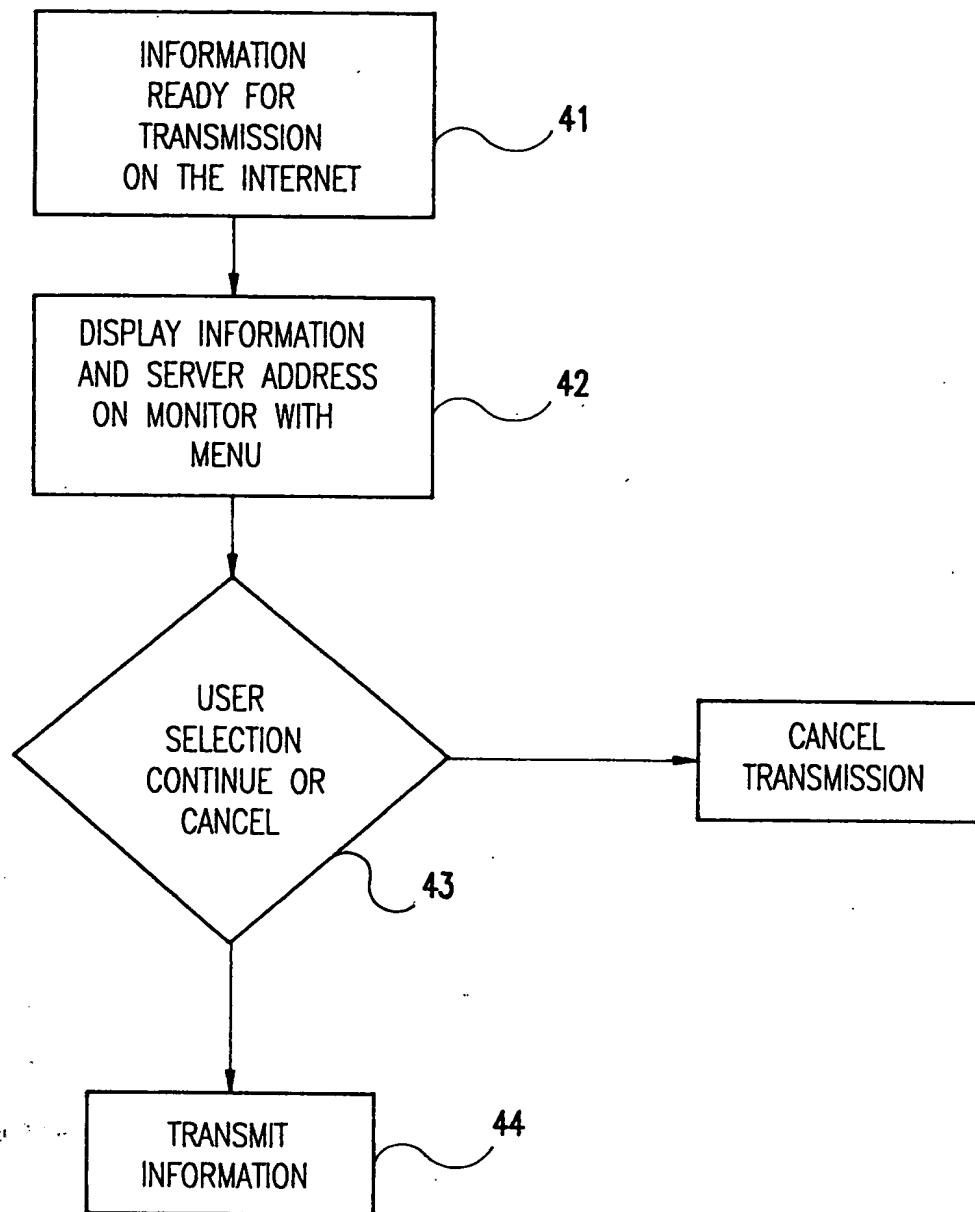 INFORMATION
READY FOR
TRANSMISSION
ON THE INTERNET
41
DISPLAY INFORMATION
AND SERVER ADDRESS
ON MONITOR WITH
MENU
42
USER
SELECTION
CONTINUE OR
CANCEL
43
CANCEL
TRANSMISSION
TRANSMIT
INFORMATION
44